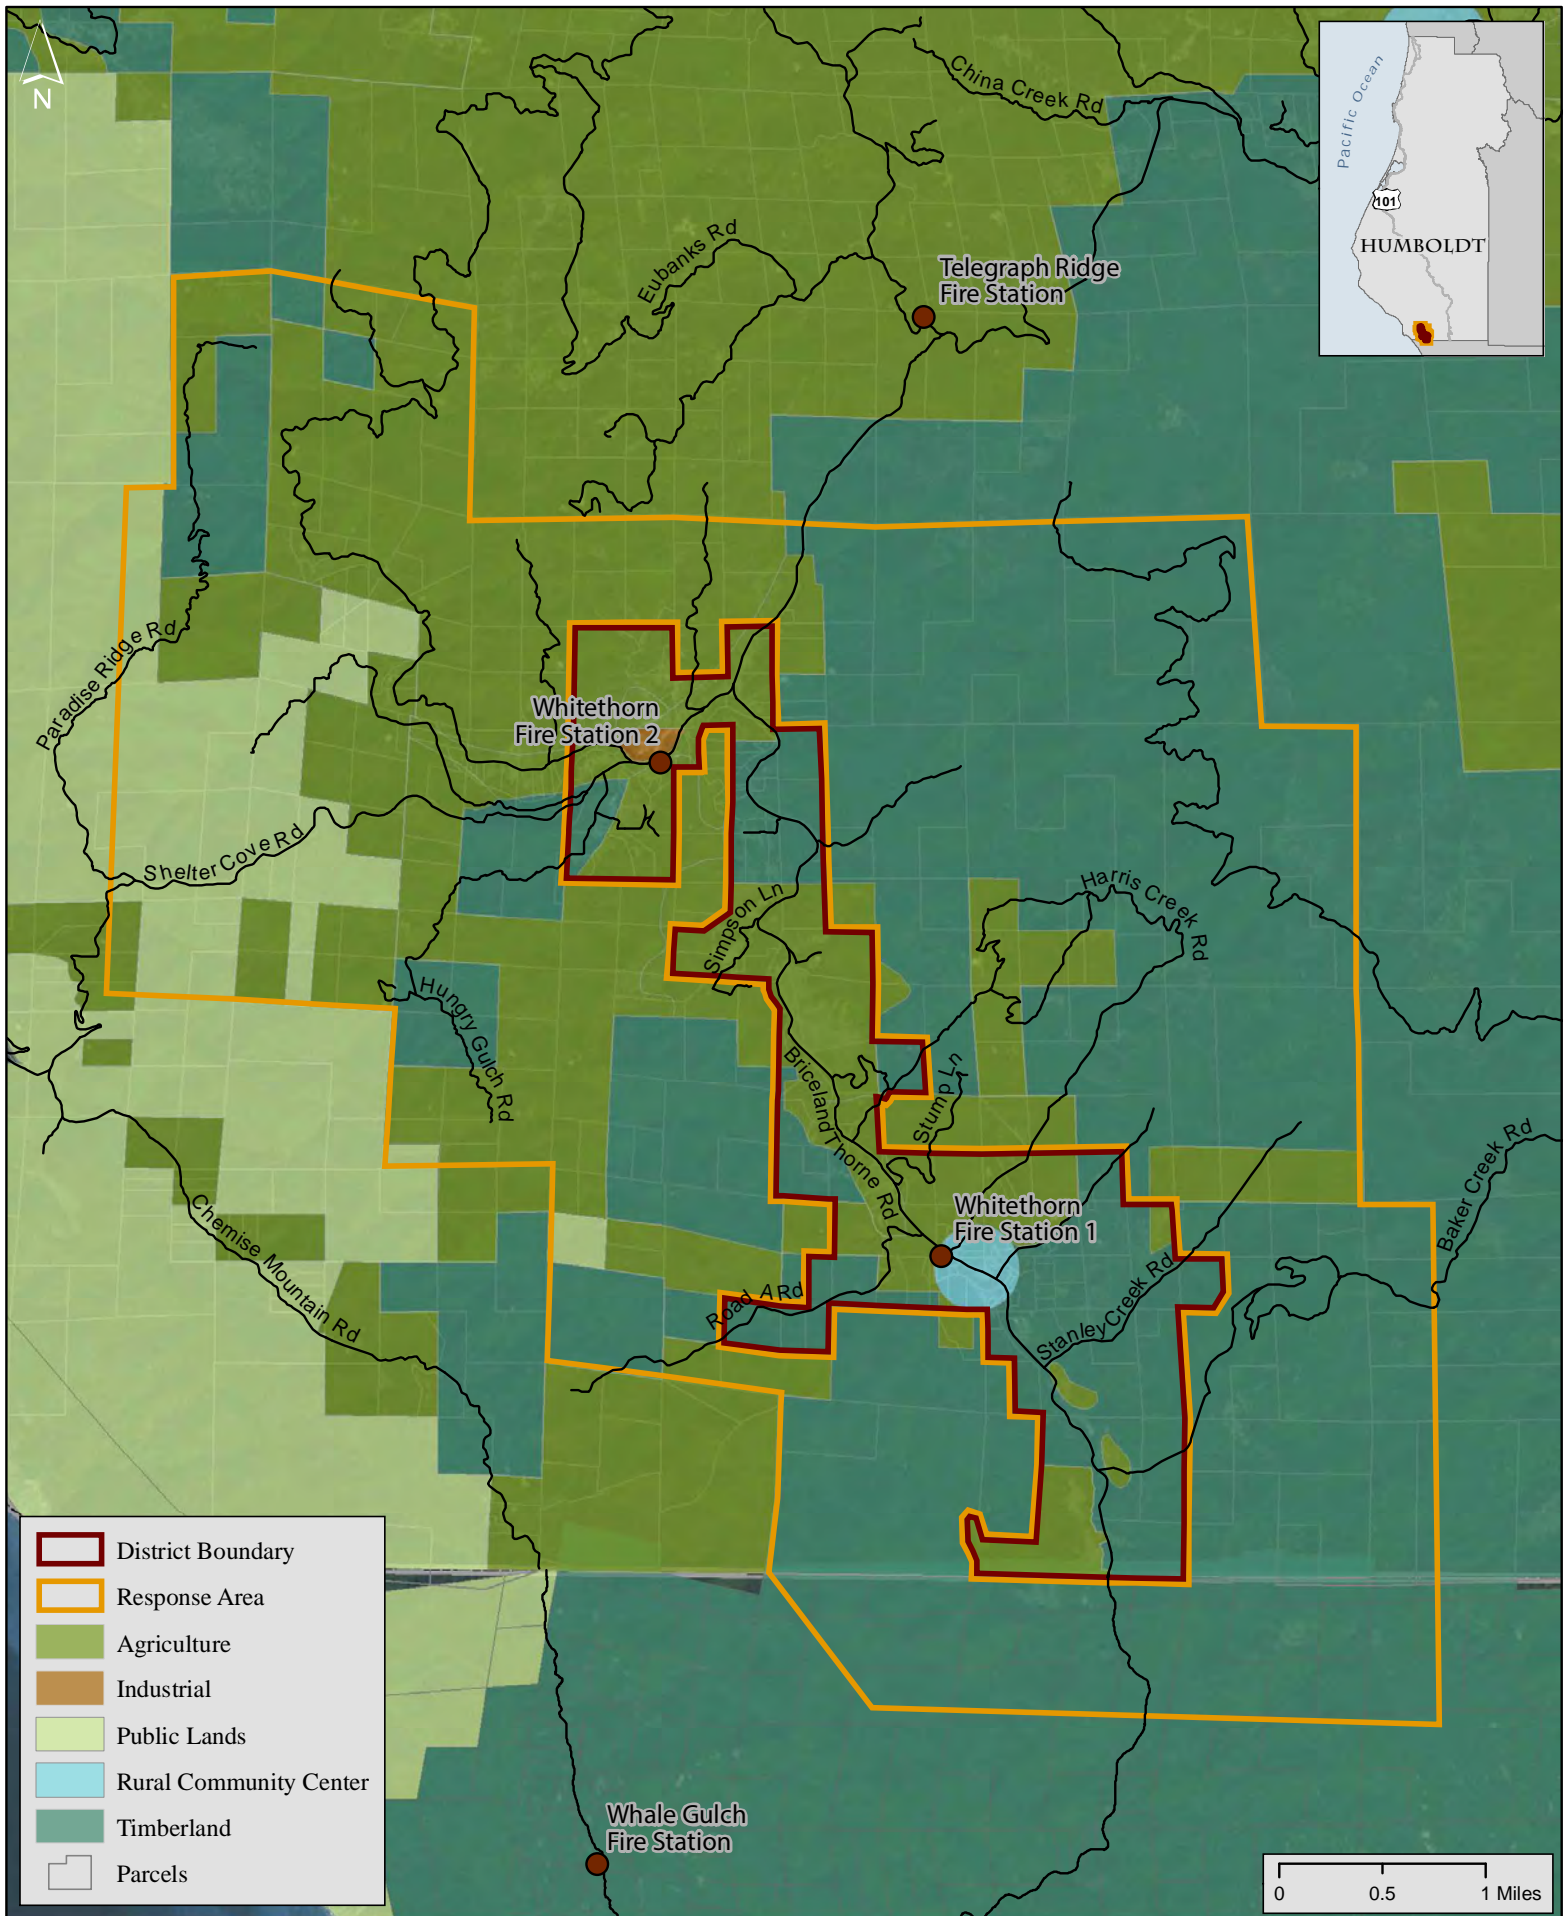 N
China Creek Rd
Pacific Ocean
101
HUMBOLDT
Eubanks Rd
Telegraph Ridge
Fire Station
Paradise Ridge Rd
Whitethorn
Fire Station 2
Shelter Cove Rd
Simpson Ln
Harris Creek Rd
Hungry Gulch Rd
Briceland Thorne Rd
Stump Ln
Whitethorn
Fire Station 1
Baker Creek Rd
Chemise Mountain Rd
Road A Rd
Stanley Creek Rd
District Boundary
Response Area
Agriculture
Industrial
Public Lands
Rural Community Center
Timberland
Parcels
Whale Gulch
Fire Station
0 0.5 1 Miles